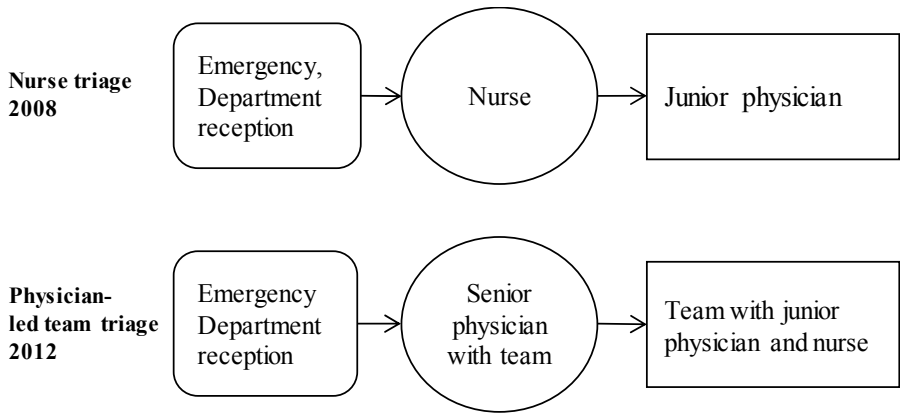 Nurse triage
2008
Emergency,
Department
reception
Nurse
Junior physician
Physician-
led team triage
2012
Emergency
Department
reception
Senior
physician
with team
Team with junior
physician and nurse